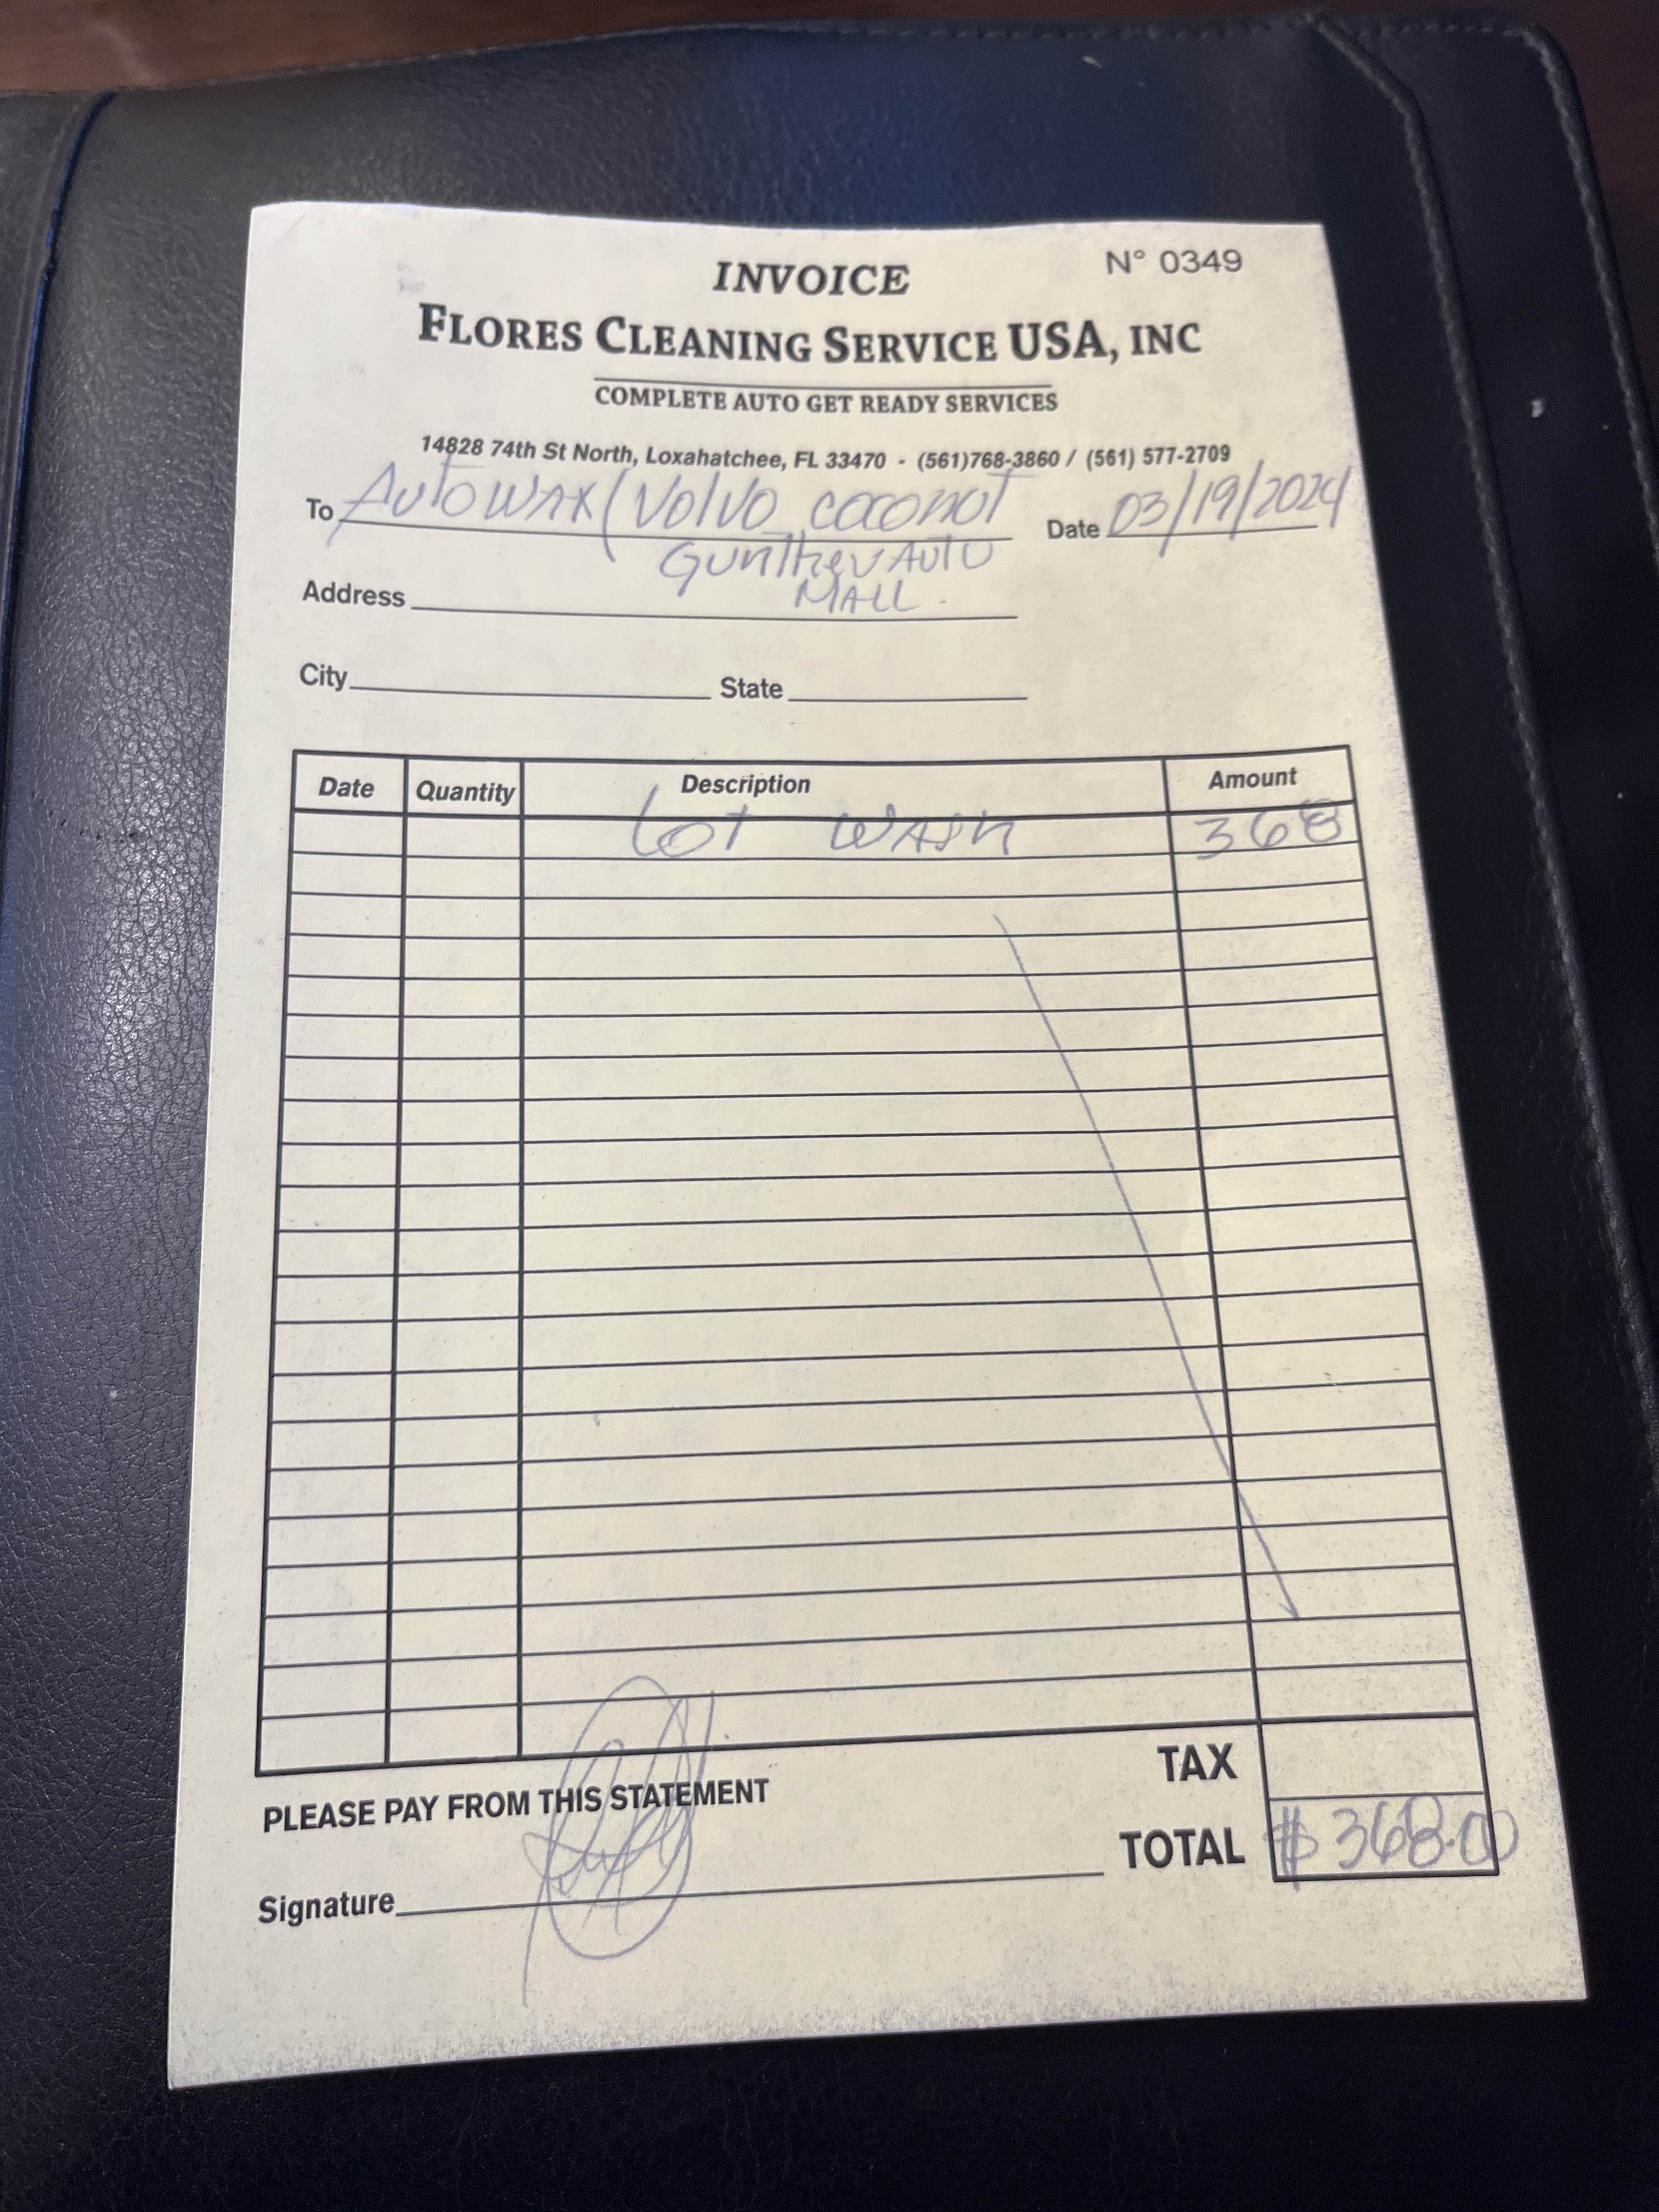 INVOICE
N° 0349
FLORES CLEANING SERVICE USA, INC
COMPLETE AUTO GET READY SERVICES
14828 74th St North, Loxahatchee, FL 33470 - (561)768-3860 / (561) 577-2709
To AutoWAX/Volvo coconot Date 03/19/2024
Gunther Auto
Address MALL.
City State
Date Quantity Description Amount
Lot WASH 368
TAX
PLEASE PAY FROM THIS STATEMENT
TOTAL $368.00
Signature